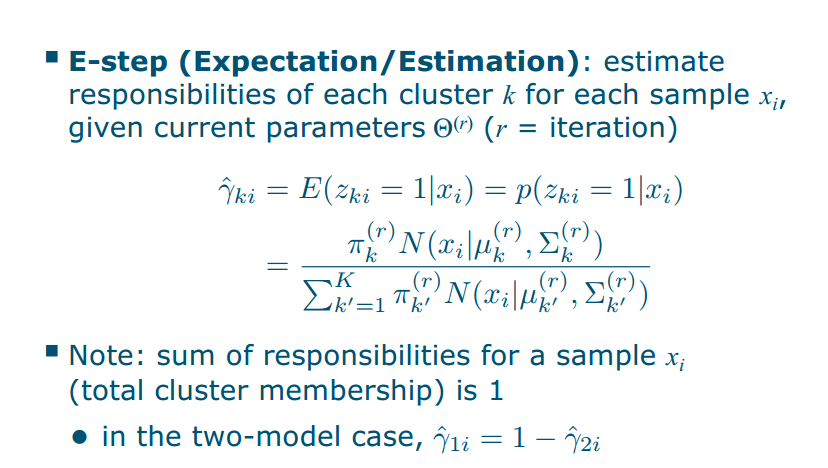 ▪ E-step (Expectation/Estimation): estimate
responsibilities of each cluster k for each sample xᵢ,
given current parameters Θ⁽ʳ⁾ (r = iteration)
$\hat{\gamma}_{ki} = E(z_{ki} = 1|x_i) = p(z_{ki} = 1|x_i)$
$= \frac{\pi_k^{(r)} N(x_i|\mu_k^{(r)}, \Sigma_k^{(r)})}{\sum_{k'=1}^{K} \pi_{k'}^{(r)} N(x_i|\mu_{k'}^{(r)}, \Sigma_{k'}^{(r)})}$
▪ Note: sum of responsibilities for a sample xᵢ
(total cluster membership) is 1
• in the two-model case, $\hat{\gamma}_{1i} = 1 - \hat{\gamma}_{2i}$